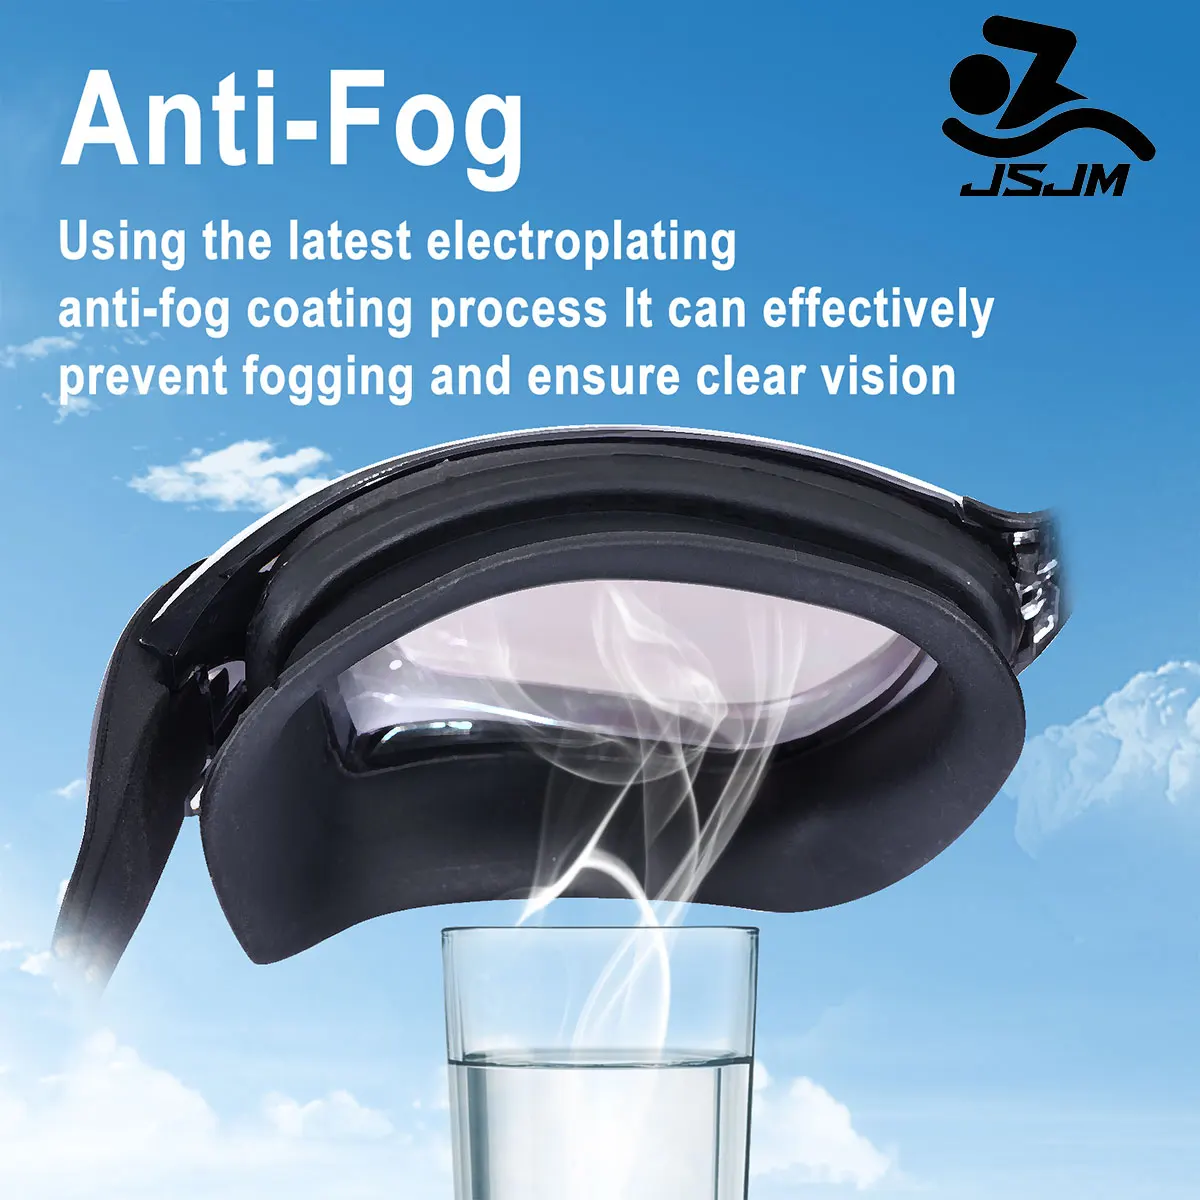 Anti-Fog
JSJM
Using the latest electroplating
anti-fog coating process It can effectively
prevent fogging and ensure clear vision